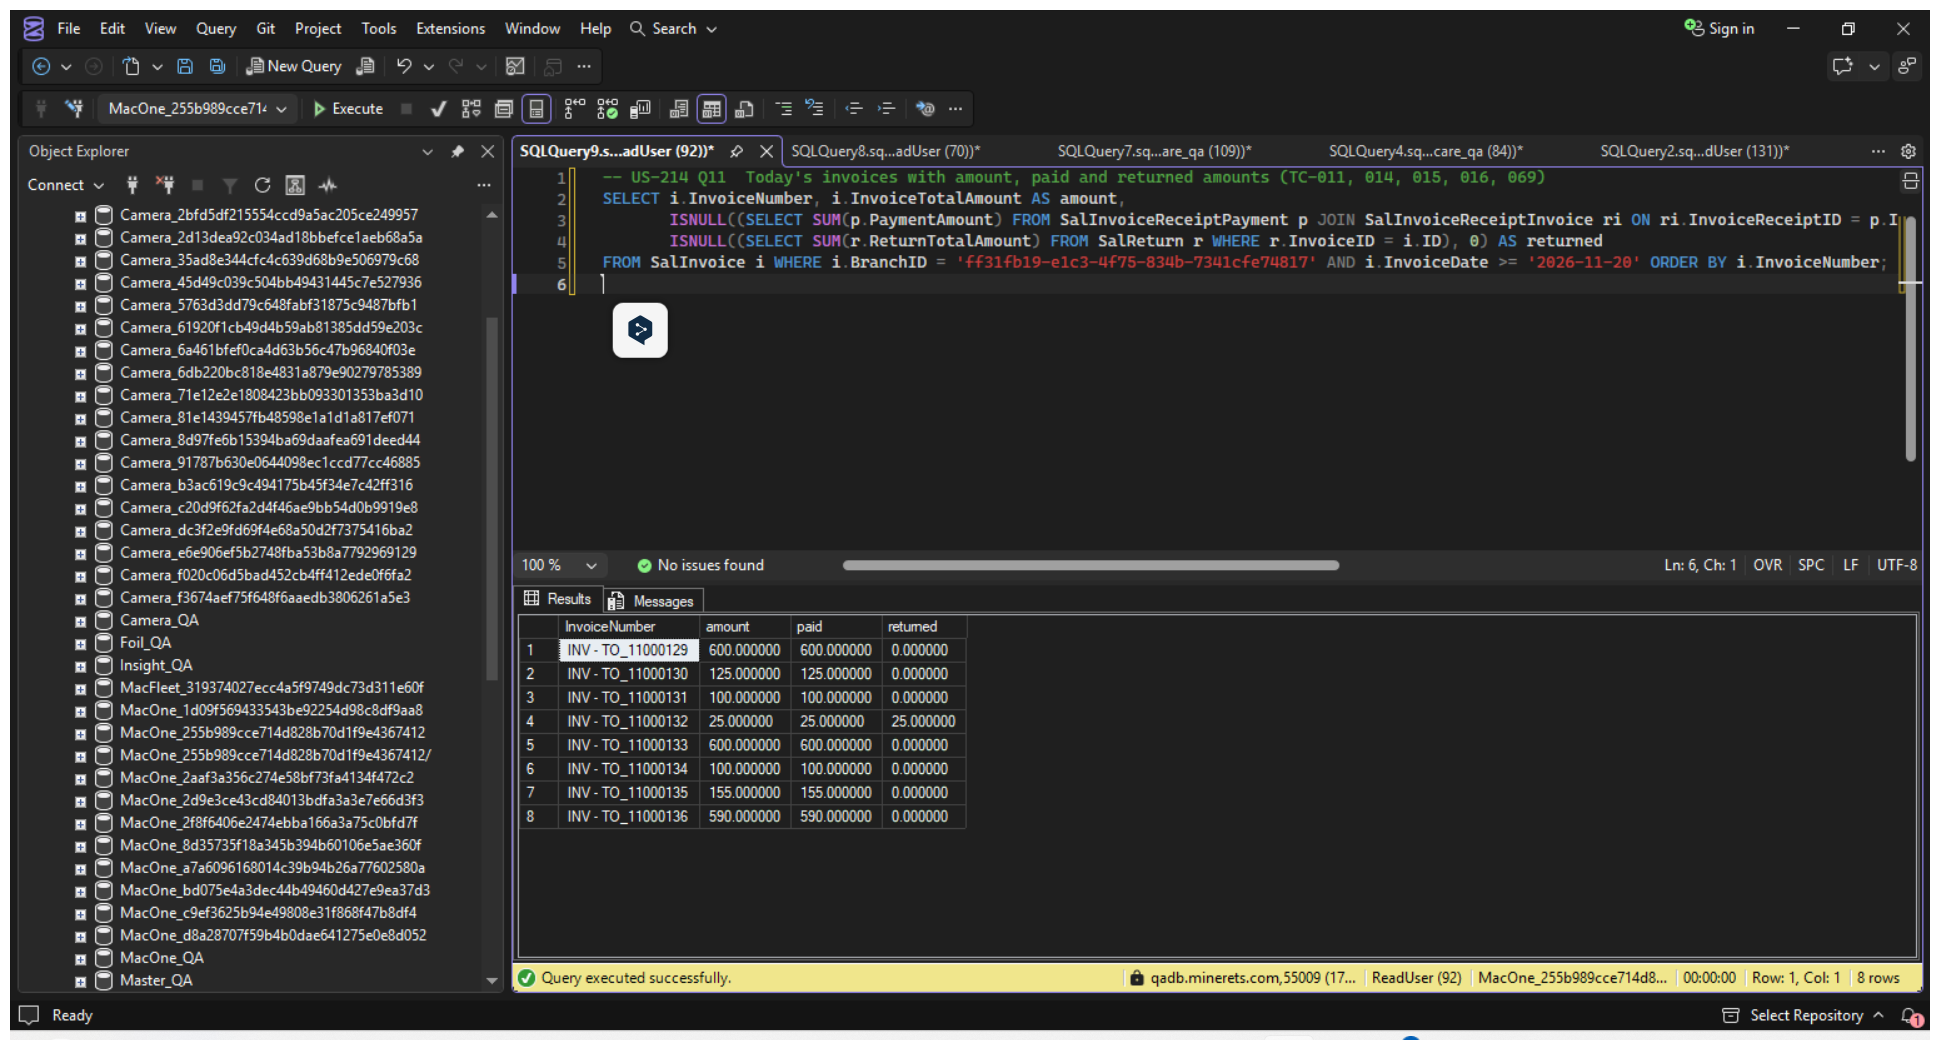 File Edit View Query Git Project Tools Extensions Window Help Search Sign in
New Query
MacOne_255b989cce714 Execute
Object Explorer
Connect
Camera_2bfd5df215554ccd9a5ac205ce249957
Camera_2d13dea92c034ad18bbefce1aeb68a5a
Camera_35ad8e344cfc4c639d68b9e506979c68
Camera_45d49c039c504bb49431445c7e527936
Camera_5763d3dd79c648fabf31875c9487bfb1
Camera_61920f1cb49d4b59ab81385dd59e203c
Camera_6a461bfef0ca4d63b56c47b96840f03e
Camera_6db220bc818e4831a879e90279785389
Camera_71e12e2e1808423bb093301353ba3d10
Camera_81e1439457fb48598e1a1d1a817ef071
Camera_8d97fe6b15394ba69daafea691deed44
Camera_91787b630e0644098ec1ccd77cc46885
Camera_b3ac619c9c494175b45f34e7c42ff316
Camera_c20d9f62fa2d4f46ae9bb54d0b9919e8
Camera_dc3f2e9fd69f4e68a50d2f7375416ba2
Camera_e6e906ef5b2748fba53b8a7792969129
Camera_f020c06d5bad452cb4ff412ede0f6fa2
Camera_f3674aef75f648f6aaedb3806261a5e3
Camera_QA
Foil_QA
Insight_QA
MacFleet_319374027ecc4a5f9749dc73d311e60f
MacOne_1d09f569433543be92254d98c8df9aa8
MacOne_255b989cce714d828b70d1f9e4367412
MacOne_255b989cce714d828b70d1f9e4367412/
MacOne_2aaf3a356c274e58bf73fa4134f472c2
MacOne_2d9e3ce43cd84013bdfa3a3e7e66d3f3
MacOne_2f8f6406e2474ebba166a3a75c0bfd7f
MacOne_8d35735f18a345b394b60106e5ae360f
MacOne_a7a6096168014c39b94b26a77602580a
MacOne_bd075e4a3dec44b49460d427e9ea37d3
MacOne_c9ef3625b94e49808e31f868f47b8df4
MacOne_d8a28707f59b4b0dae641275e0e8d052
MacOne_QA
Master_QA
SQLQuery9.s...adUser (92))* SQLQuery8.sq...adUser (70))* SQLQuery7.sq...are_qa (109))* SQLQuery4.sq...care_qa (84))* SQLQuery2.sq...dUser (131))*
1 -- US-214 Q11 Today's invoices with amount, paid and returned amounts (TC-011, 014, 015, 016, 069)
2 SELECT i.InvoiceNumber, i.InvoiceTotalAmount AS amount,
3 ISNULL((SELECT SUM(p.PaymentAmount) FROM SalInvoiceReceiptPayment p JOIN SalInvoiceReceiptInvoice ri ON ri.InvoiceReceiptID = p.I
4 ISNULL((SELECT SUM(r.ReturnTotalAmount) FROM SalReturn r WHERE r.InvoiceID = i.ID), 0) AS returned
5 FROM SalInvoice i WHERE i.BranchID = 'ff31fb19-e1c3-4f75-834b-7341cfe74817' AND i.InvoiceDate >= '2026-11-20' ORDER BY i.InvoiceNumber;
6
100 % No issues found Ln: 6, Ch: 1 OVR SPC LF UTF-8
Results Messages
InvoiceNumber amount paid returned
1 INV - TO_11000129 600.000000 600.000000 0.000000
2 INV - TO_11000130 125.000000 125.000000 0.000000
3 INV - TO_11000131 100.000000 100.000000 0.000000
4 INV - TO_11000132 25.000000 25.000000 25.000000
5 INV - TO_11000133 600.000000 600.000000 0.000000
6 INV - TO_11000134 100.000000 100.000000 0.000000
7 INV - TO_11000135 155.000000 155.000000 0.000000
8 INV - TO_11000136 590.000000 590.000000 0.000000
Query executed successfully. qadb.minerets.com,55009 (17... ReadUser (92) MacOne_255b989cce714d8... 00:00:00 Row: 1, Col: 1 8 rows
Ready Select Repository 1